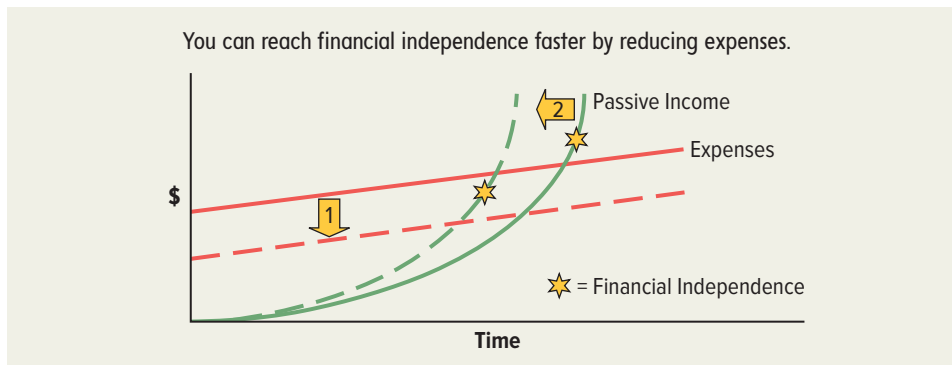 You can reach financial independence faster by reducing expenses.
2
Passive Income
Expenses
$
1
= Financial Independence
Time